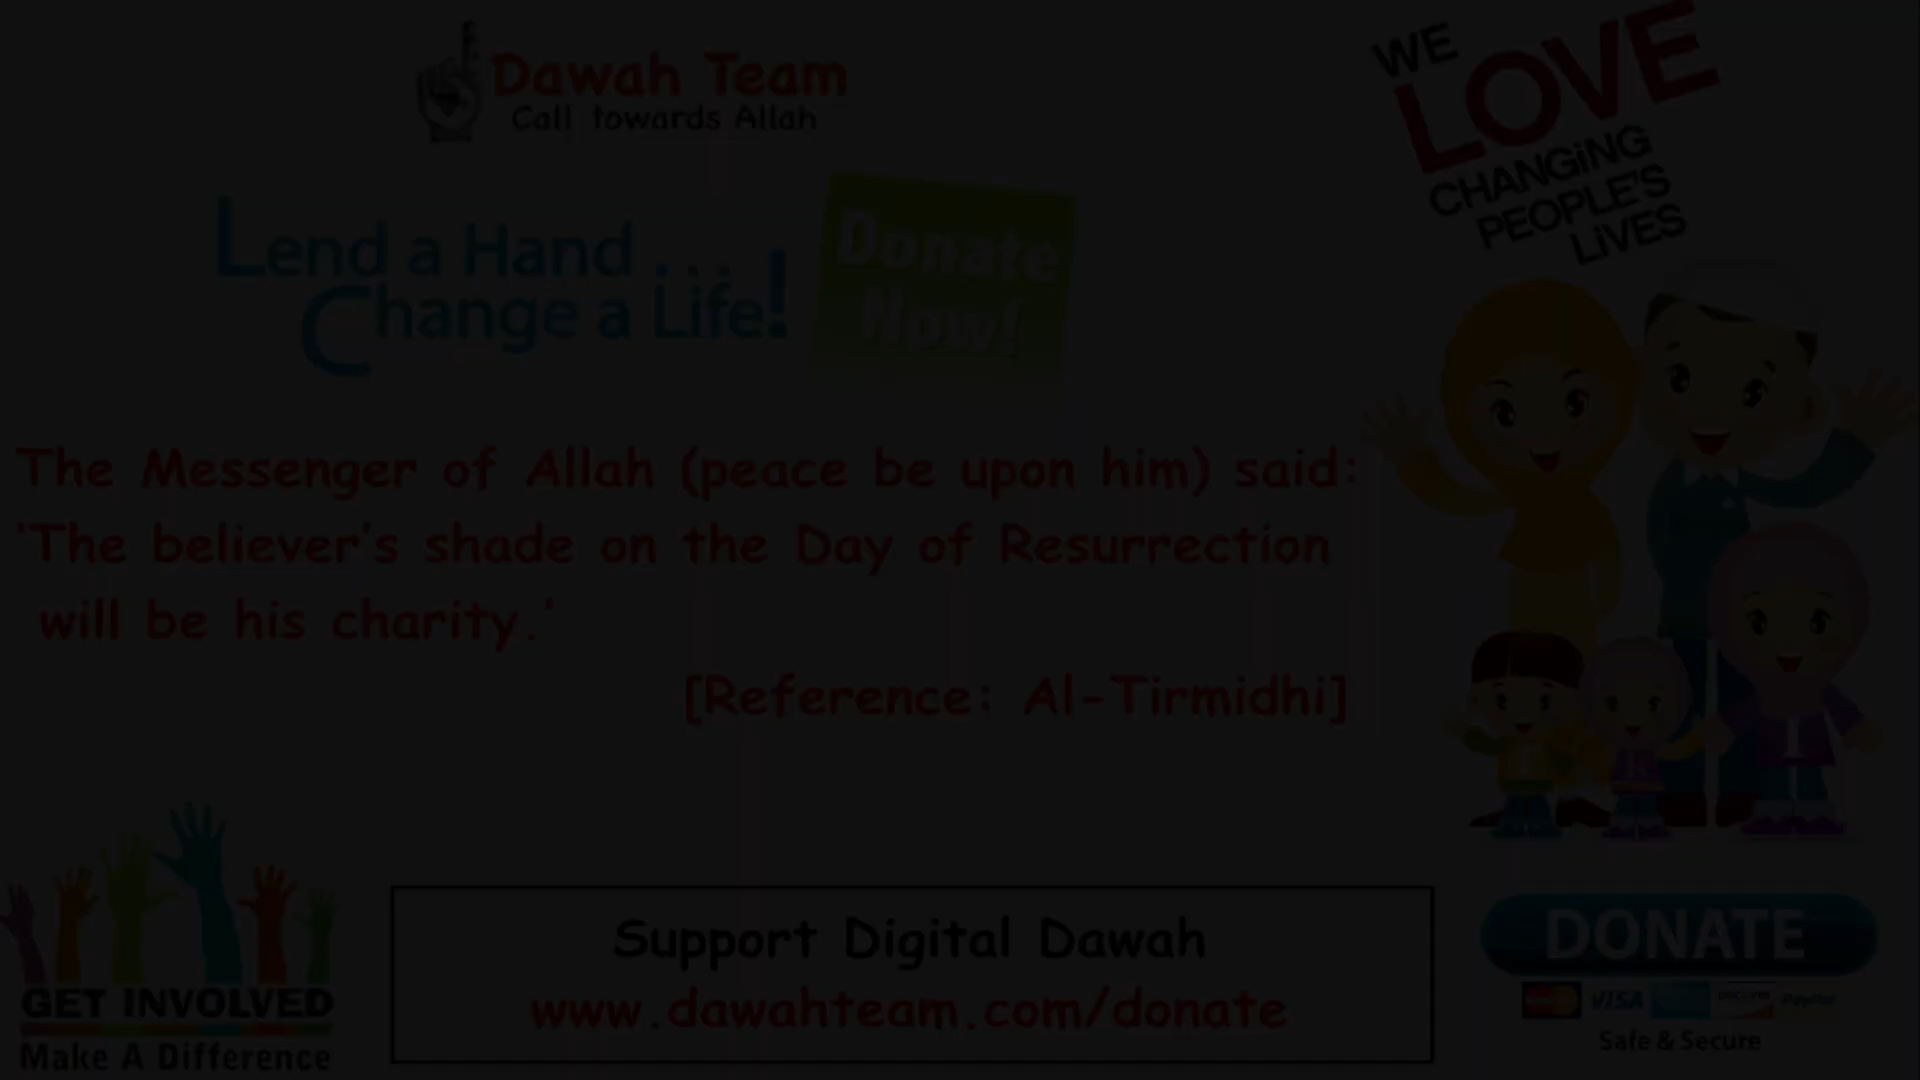 Dawah Team
Call towards Allah
WE
LOVE
CHANGiNG
PEOPLE'S
LiVES
Lend a Hand ...
Change a Life!
Donate
Now!
The Messenger of Allah (peace be upon him) said:
'The believer's shade on the Day of Resurrection
will be his charity.'
[Reference: Al-Tirmidhi]
GET INVOLVED
Make A Difference
Support Digital Dawah
www.dawahteam.com/donate
DONATE
VISA DISCOVER PayPal
Safe & Secure